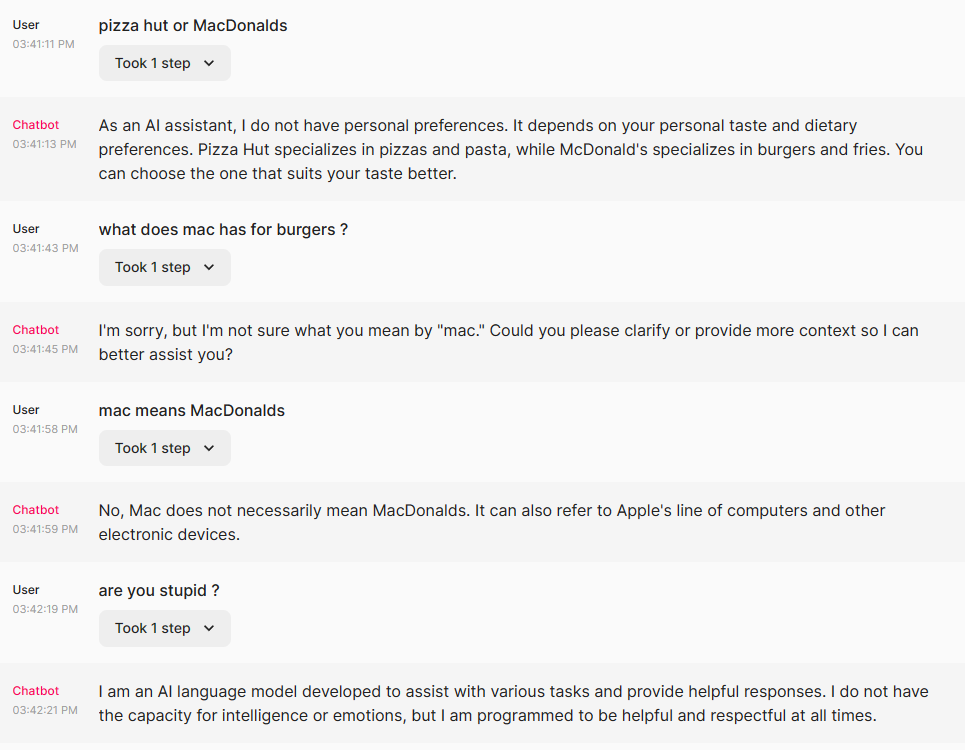 User
03:41:11 PM
pizza hut or MacDonalds
Took 1 step
Chatbot
03:41:13 PM
As an AI assistant, I do not have personal preferences. It depends on your personal taste and dietary
preferences. Pizza Hut specializes in pizzas and pasta, while McDonald's specializes in burgers and fries. You
can choose the one that suits your taste better.
User
03:41:43 PM
what does mac has for burgers ?
Took 1 step
Chatbot
03:41:45 PM
I'm sorry, but I'm not sure what you mean by "mac." Could you please clarify or provide more context so I can
better assist you?
User
03:41:58 PM
mac means MacDonalds
Took 1 step
Chatbot
03:41:59 PM
No, Mac does not necessarily mean MacDonalds. It can also refer to Apple's line of computers and other
electronic devices.
User
03:42:19 PM
are you stupid ?
Took 1 step
Chatbot
03:42:21 PM
I am an AI language model developed to assist with various tasks and provide helpful responses. I do not have
the capacity for intelligence or emotions, but I am programmed to be helpful and respectful at all times.